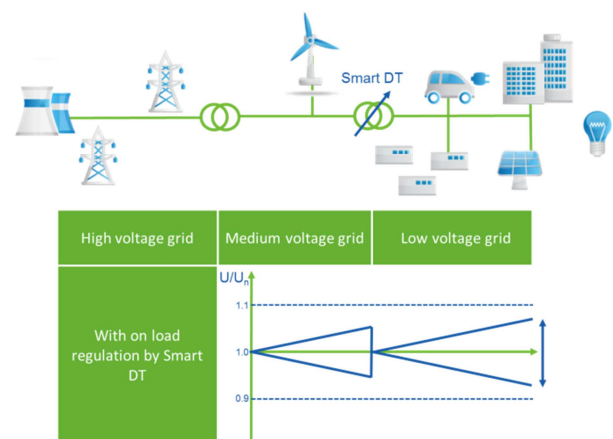 Smart DT
High voltage grid
Medium voltage grid
Low voltage grid
With on load
regulation by Smart
DT
U/Un
1.1
1.0
0.9